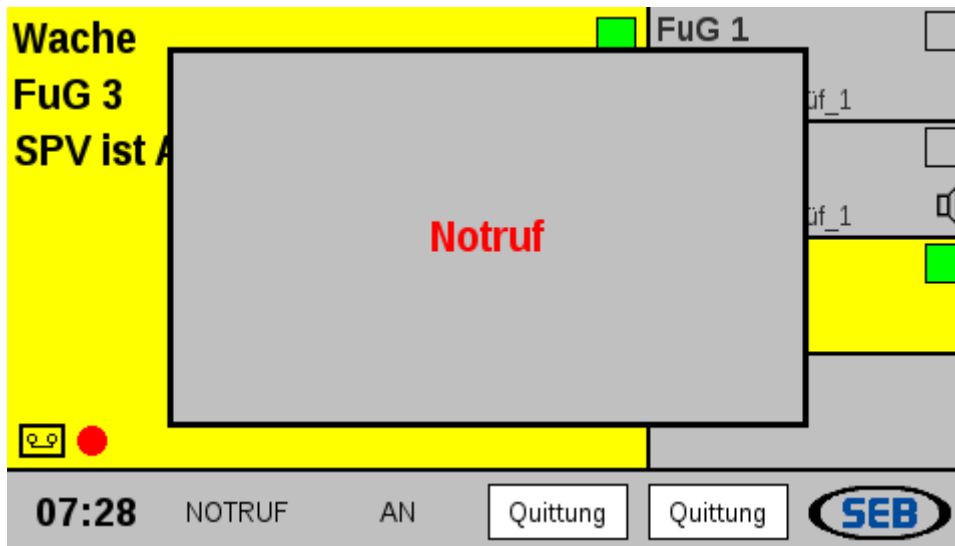 Wache
FuG 3
SPV ist
FuG 1
üf_1
üf_1
Notruf
07:28 NOTRUF AN Quittung Quittung SEB